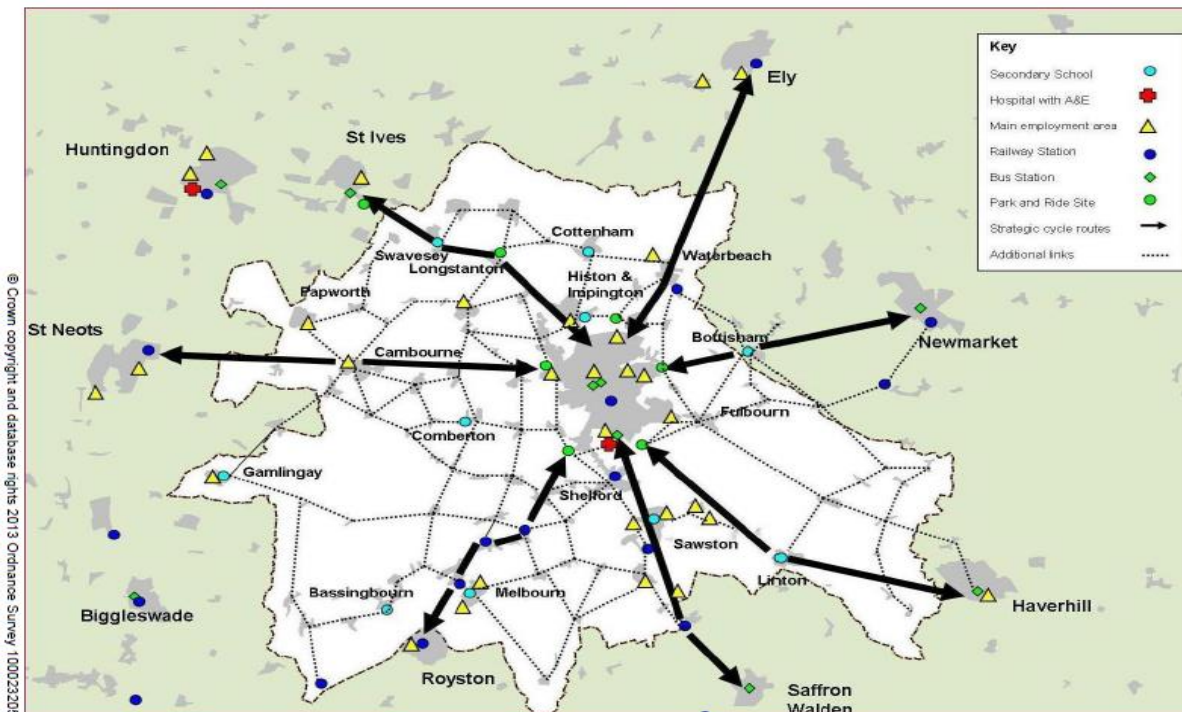 Key
Secondary School
Hospital with A&E
Main employment area
Railway Station
Bus Station
Park and Ride Site
Strategic cycle routes
Additional links
Ely
Huntingdon
St Ives
Cottenham
Swavesey
Longstanton
Waterbeach
Histon &
Impington
Papworth
St Neots
Cambourne
Bottisham
Newmarket
Comberton
Fulbourn
Gamlingay
Shelford
Sawston
Linton
Haverhill
Bassingbourn
Melbourn
Biggleswade
Royston
Saffron
Walden
© Crown copyright and database rights 2013 Ordnance Survey 100023205